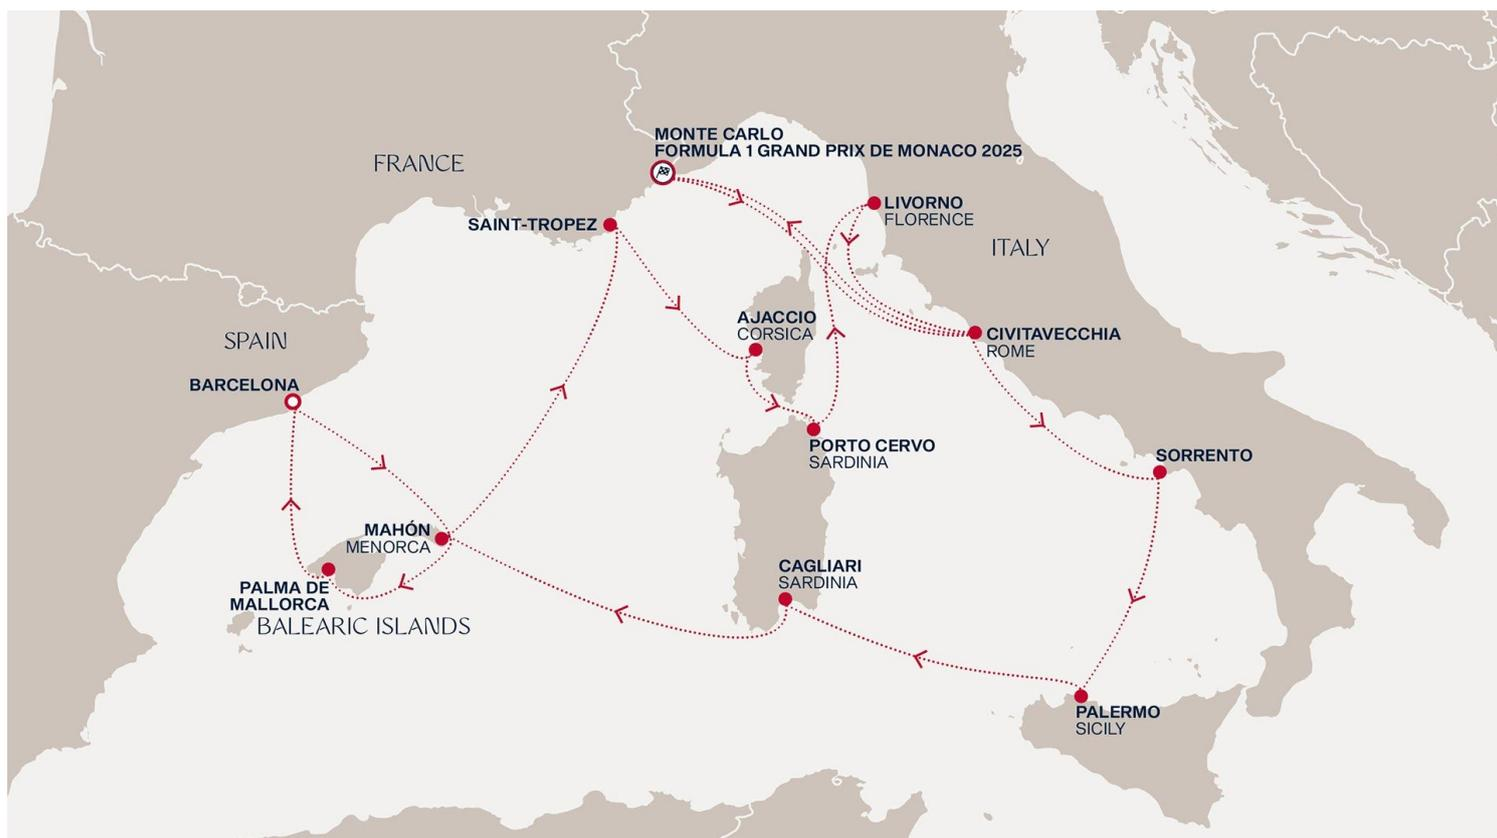 MONTE CARLO
FORMULA 1 GRAND PRIX DE MONACO 2025
FRANCE
LIVORNO
FLORENCE
SAINT-TROPEZ
ITALY
AJACCIO
CORSICA
CIVITAVECCHIA
ROME
SPAIN
BARCELONA
PORTO CERVO
SARDINIA
SORRENTO
MAHÓN
MENORCA
CAGLIARI
SARDINIA
PALMA DE
MALLORCA
BALEARIC ISLANDS
PALERMO
SICILY